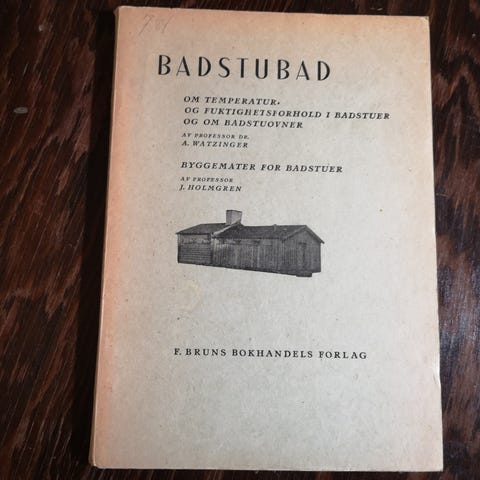 BADSTUBAD
OM TEMPERATUR-
OG FUKTIGHETSFORHOLD I BADSTUER
OG OM BADSTUOVNER
AV PROFESSOR DR.
A. WATZINGER
BYGGEMÅTER FOR BADSTUER
AV PROFESSOR
J. HOLMGREN
F. BRUNS BOKHANDELS FORLAG